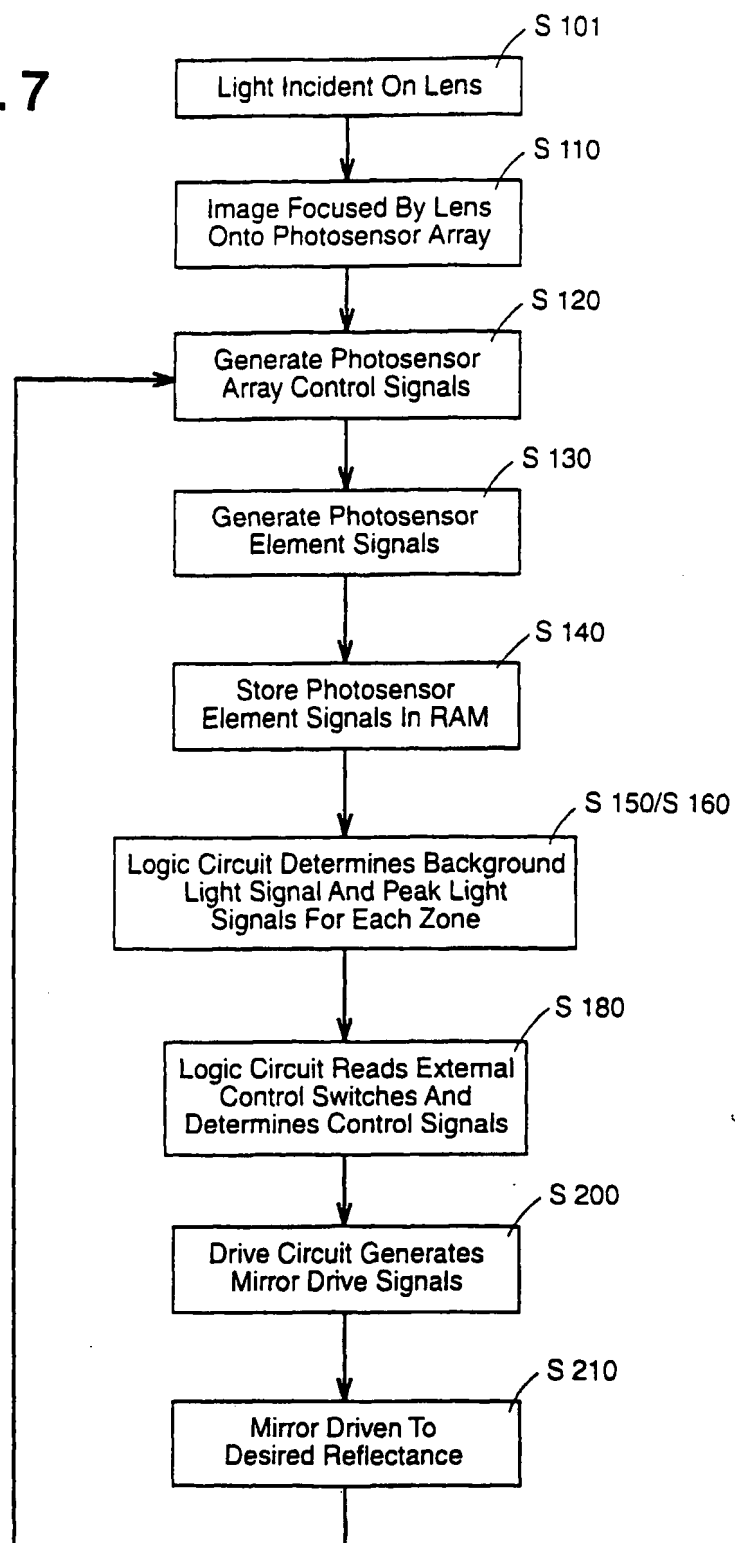 . 7
S 101
Light Incident On Lens
S 110
Image Focused By Lens
Onto Photosensor Array
S 120
Generate Photosensor
Array Control Signals
S 130
Generate Photosensor
Element Signals
S 140
Store Photosensor
Element Signals In RAM
S 150/S 160
Logic Circuit Determines Background
Light Signal And Peak Light
Signals For Each Zone
S 180
Logic Circuit Reads External
Control Switches And
Determines Control Signals
S 200
Drive Circuit Generates
Mirror Drive Signals
S 210
Mirror Driven To
Desired Reflectance